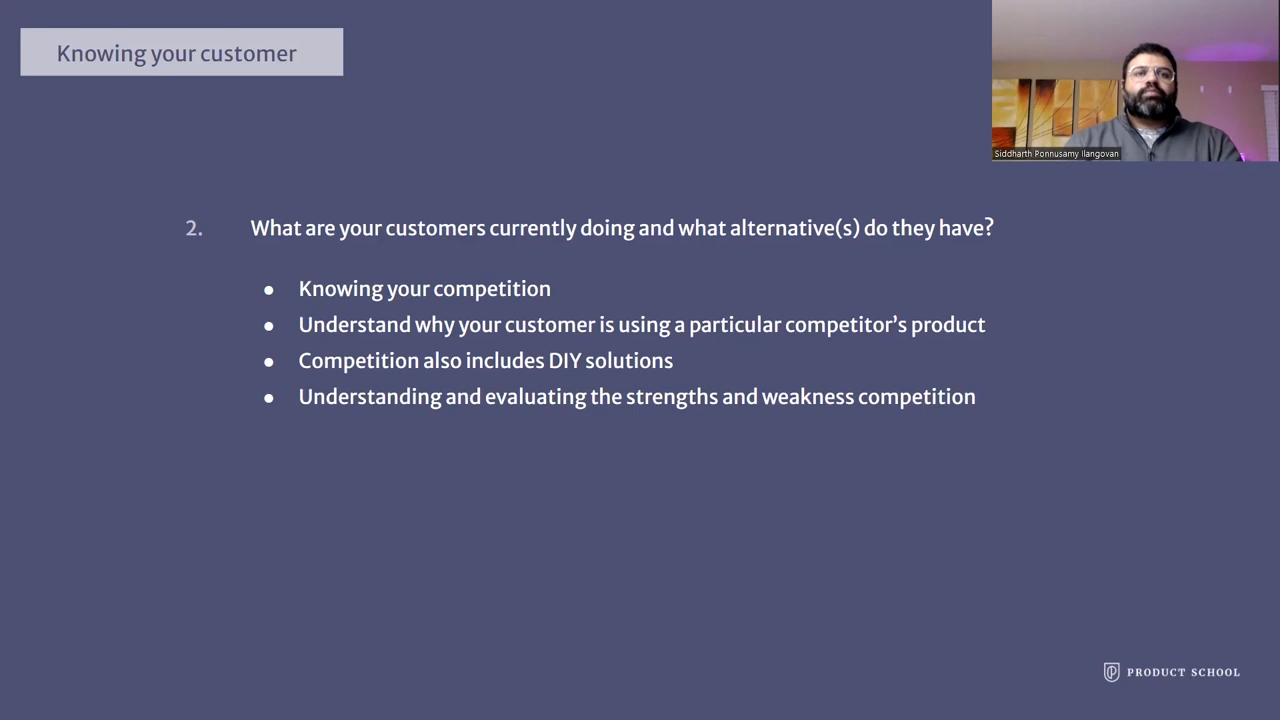 Knowing your customer
Siddharth Ponnusamy Ilangovan
2. What are your customers currently doing and what alternative(s) do they have?
● Knowing your competition
● Understand why your customer is using a particular competitor’s product
● Competition also includes DIY solutions
● Understanding and evaluating the strengths and weakness competition
PRODUCT SCHOOL